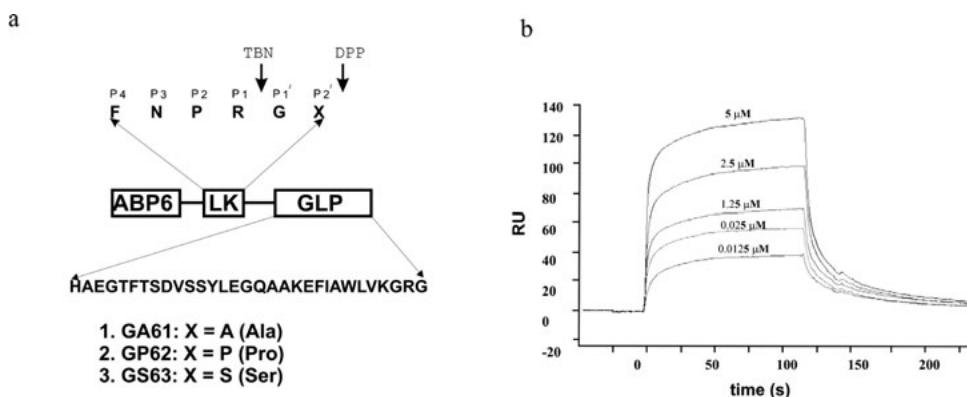 a
TBN DPP
P4 P3 P2 P1 P1' P2'
F N P R G X
ABP6 LK GLP
HAEGTFTSDVSSYLEGQAAKEFIAWLVKGRG
1. GA61: X = A (Ala)
2. GP62: X = P (Pro)
3. GS63: X = S (Ser)
b
140
120
100
80
60
40
20
0
-20
RU
5 µM
2.5 µM
1.25 µM
0.025 µM
0.0125 µM
0 50 100 150 200
time (s)